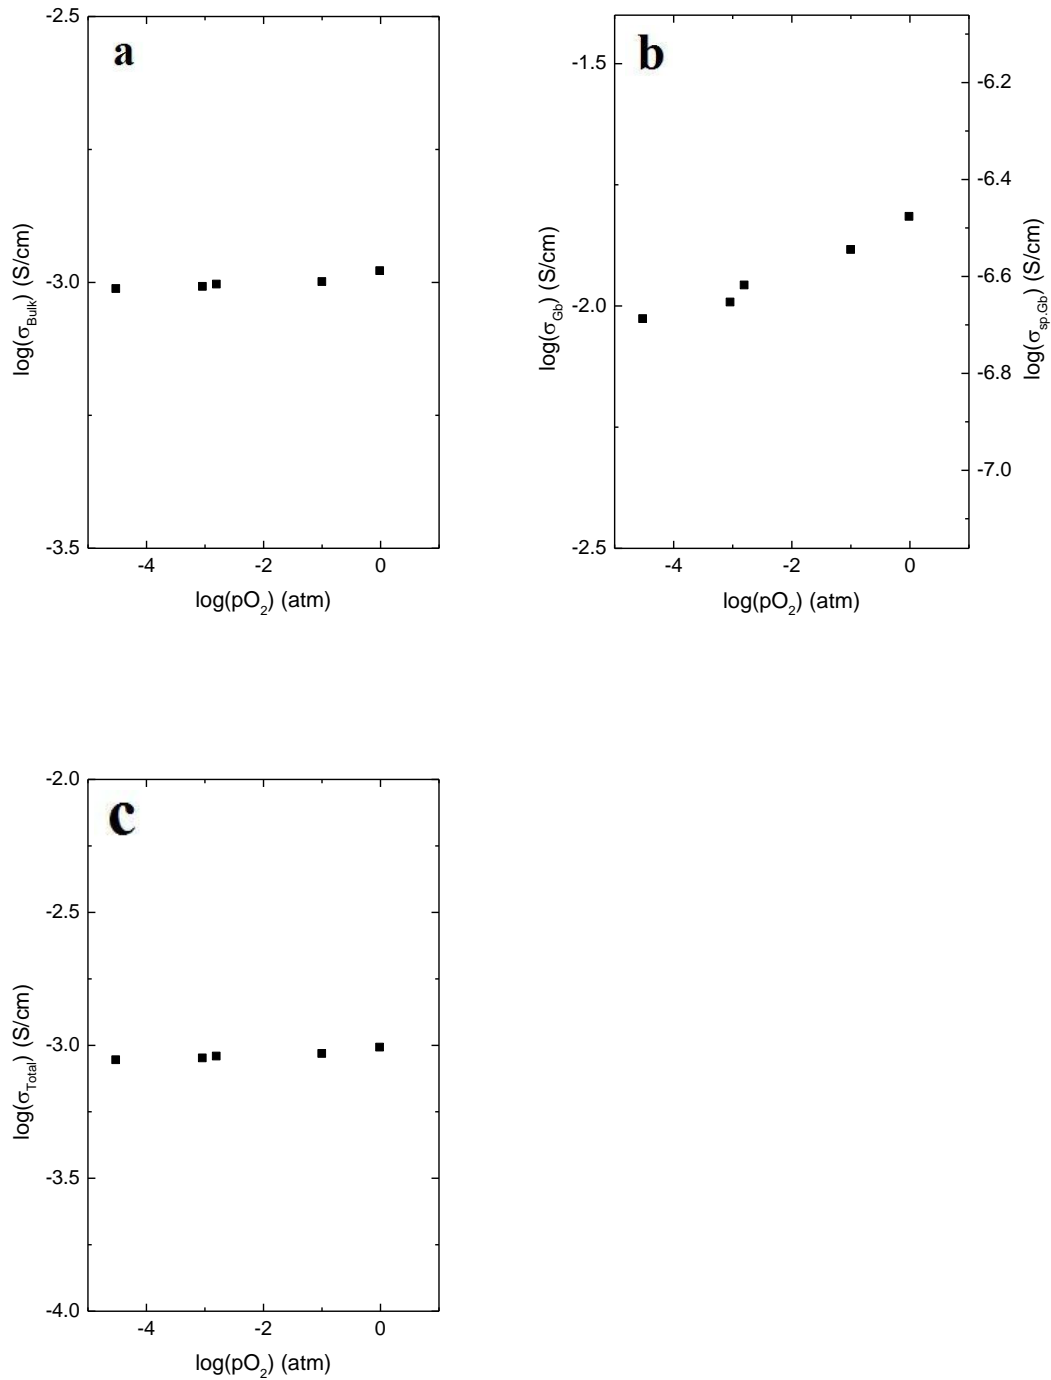 a
-2.5
-3.0
-3.5
log(σBulk) (S/cm)
-4 -2 0
log(pO2) (atm)
b
-1.5
-2.0
-2.5
log(σGb) (S/cm)
-6.2
-6.4
-6.6
-6.8
-7.0
log(σsp.Gb) (S/cm)
-4 -2 0
log(pO2) (atm)
c
-2.0
-2.5
-3.0
-3.5
-4.0
log(σTotal) (S/cm)
-4 -2 0
log(pO2) (atm)